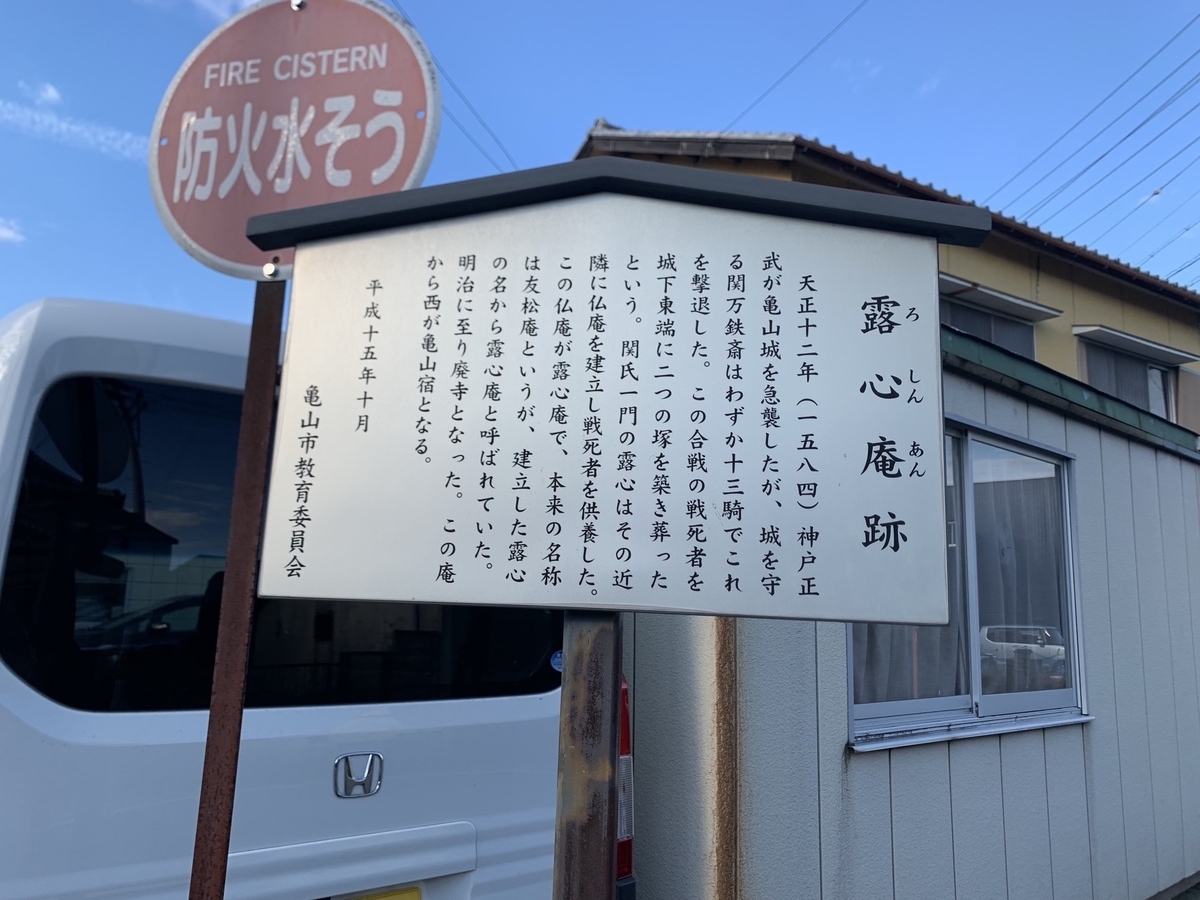 FIRE CISTERN
防火水そう
露心庵跡
ろしんあん
天正十二年(一五八四)神戸正
武が亀山城を急襲したが、城を守
る関万鉄斎はわずか十三騎でこれ
を撃退した。この合戦の戦死者を
城下東端に二つの塚を築き葬った
という。関氏一門の露心はその近
隣に仏庵を建立し戦死者を供養した。
この仏庵が露心庵で、本来の名称
は友松庵というが、建立した露心
の名から露心庵と呼ばれていた。
明治に至り廃寺となった。この庵
から西が亀山宿となる。
平成十五年十月
亀山市教育委員会